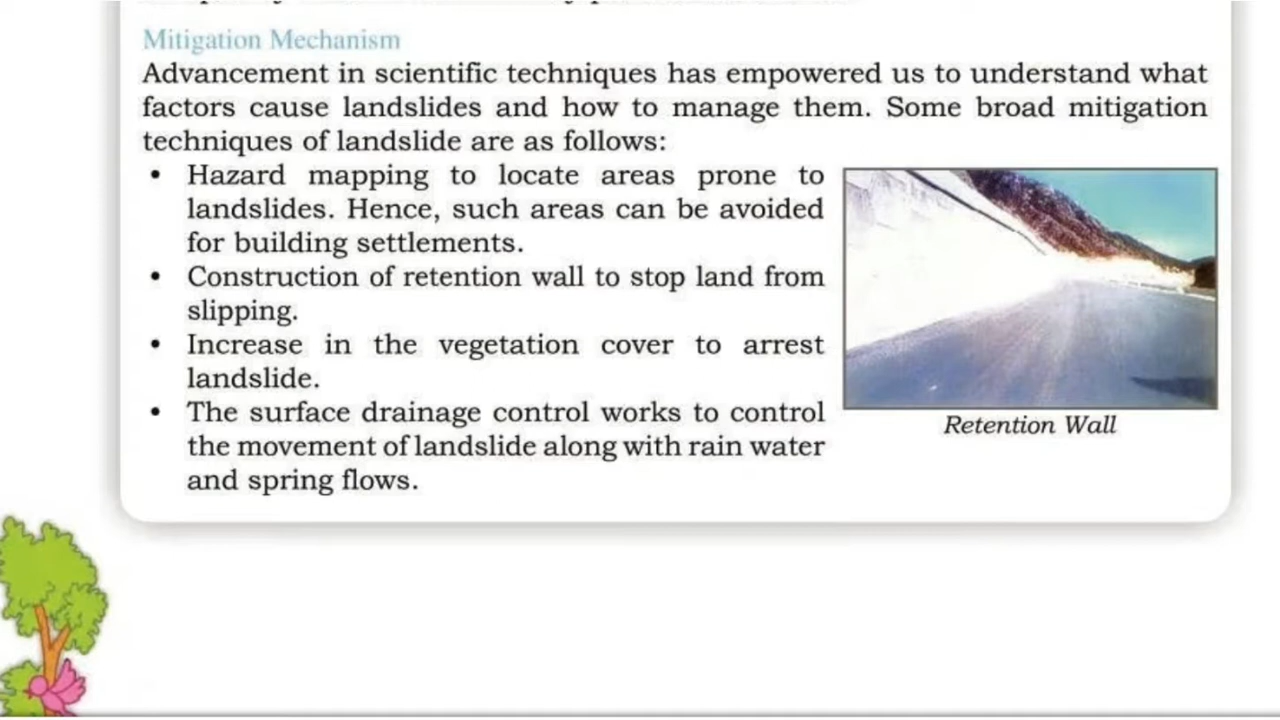 Mitigation Mechanism
Advancement in scientific techniques has empowered us to understand what
factors cause landslides and how to manage them. Some broad mitigation
techniques of landslide are as follows:
• Hazard mapping to locate areas prone to
landslides. Hence, such areas can be avoided
for building settlements.
• Construction of retention wall to stop land from
slipping.
• Increase in the vegetation cover to arrest
landslide.
• The surface drainage control works to control
the movement of landslide along with rain water
and spring flows.
Retention Wall